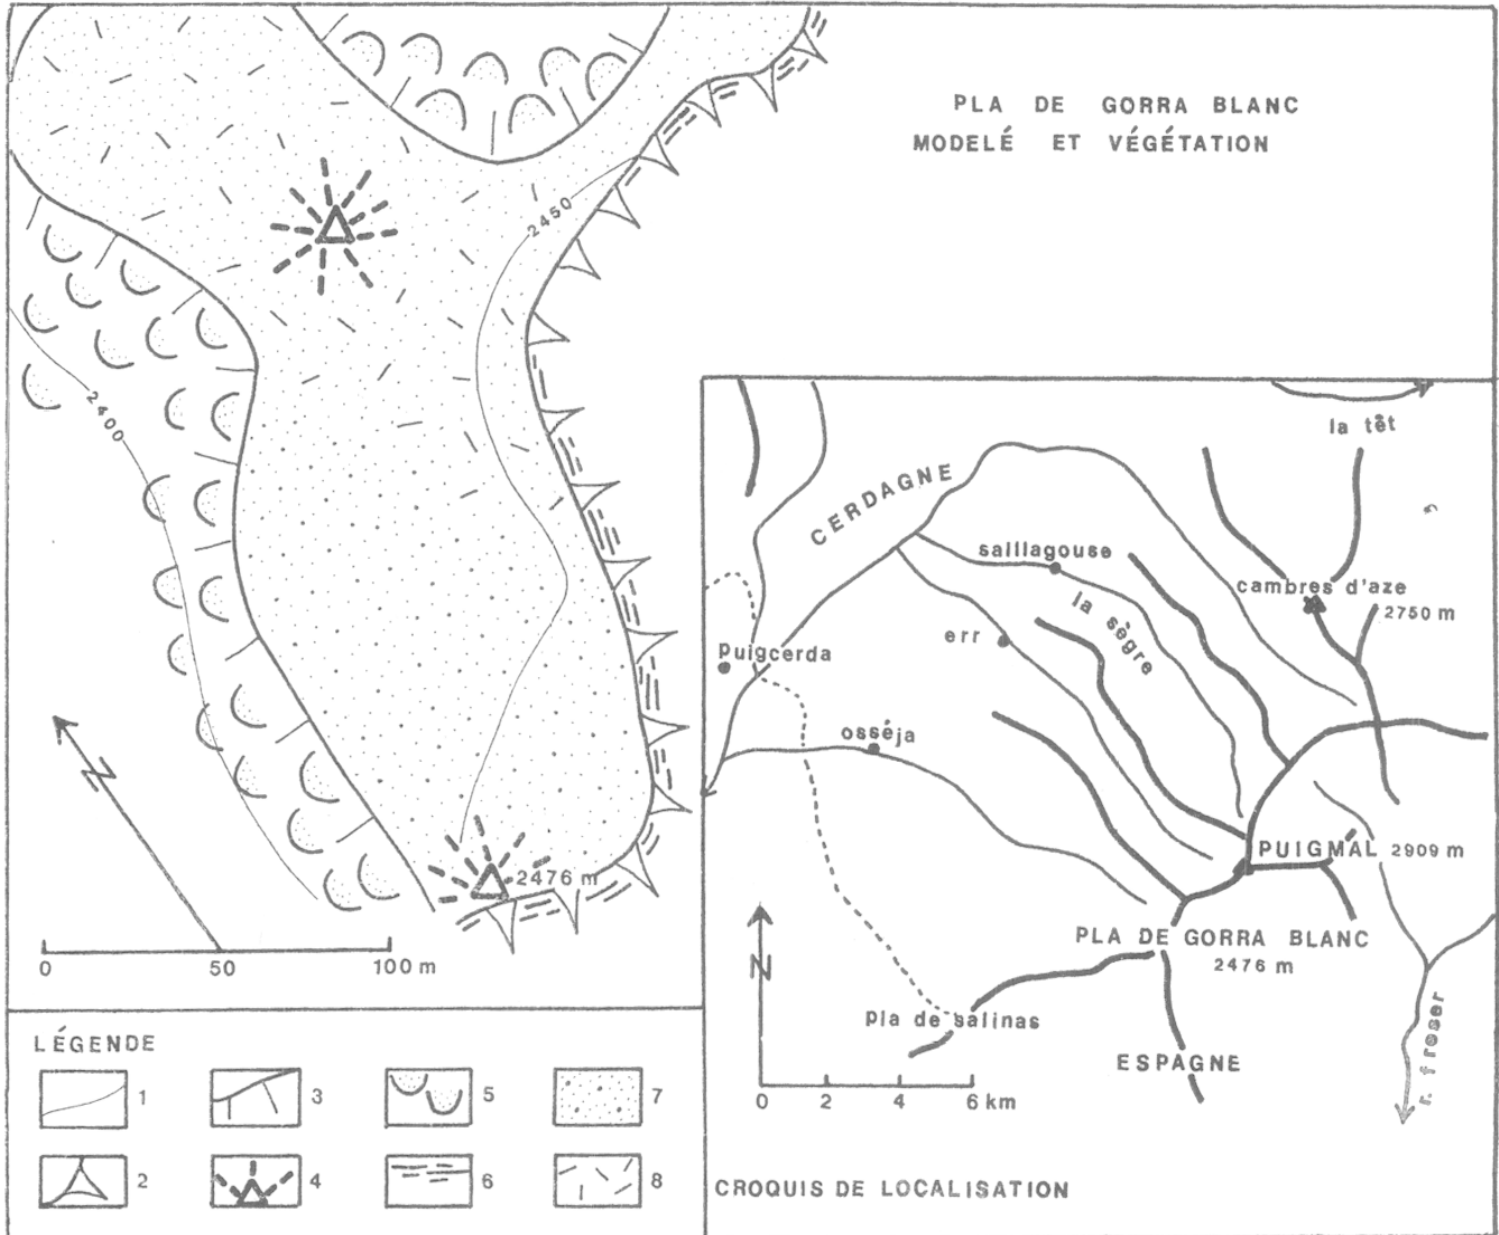 PLA DE GORRA BLANC
MODELÉ ET VÉGÉTATION
2450
2400
2476 m
N
0 50 100 m
LÉGENDE
1
3
5
7
2
4
6
8
la têt
CERDAGNE
saillagouse
cambres d'aze
2750 m
la sègre
err
puigcerda
osséja
PUIGMAL 2909 m
PLA DE GORRA BLANC
2476 m
N
pla de salinas
r. freser
ESPAGNE
0 2 4 6 km
CROQUIS DE LOCALISATION